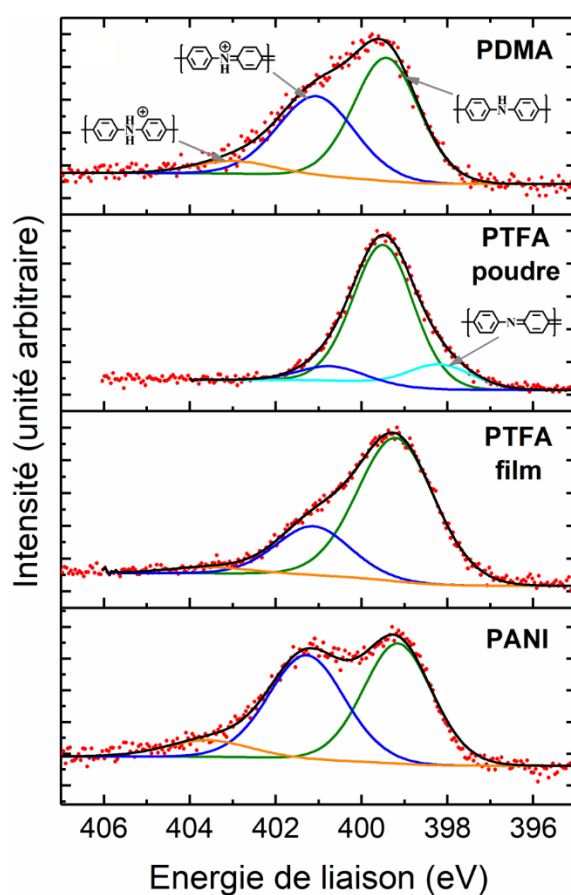 PDMA
⊕
N
H
⊕
H
N
H
H
N
PTFA
poudre
N
PTFA
film
PANI
Intensité (unité arbitraire)
406
404
402
400
398
396
Energie de liaison (eV)